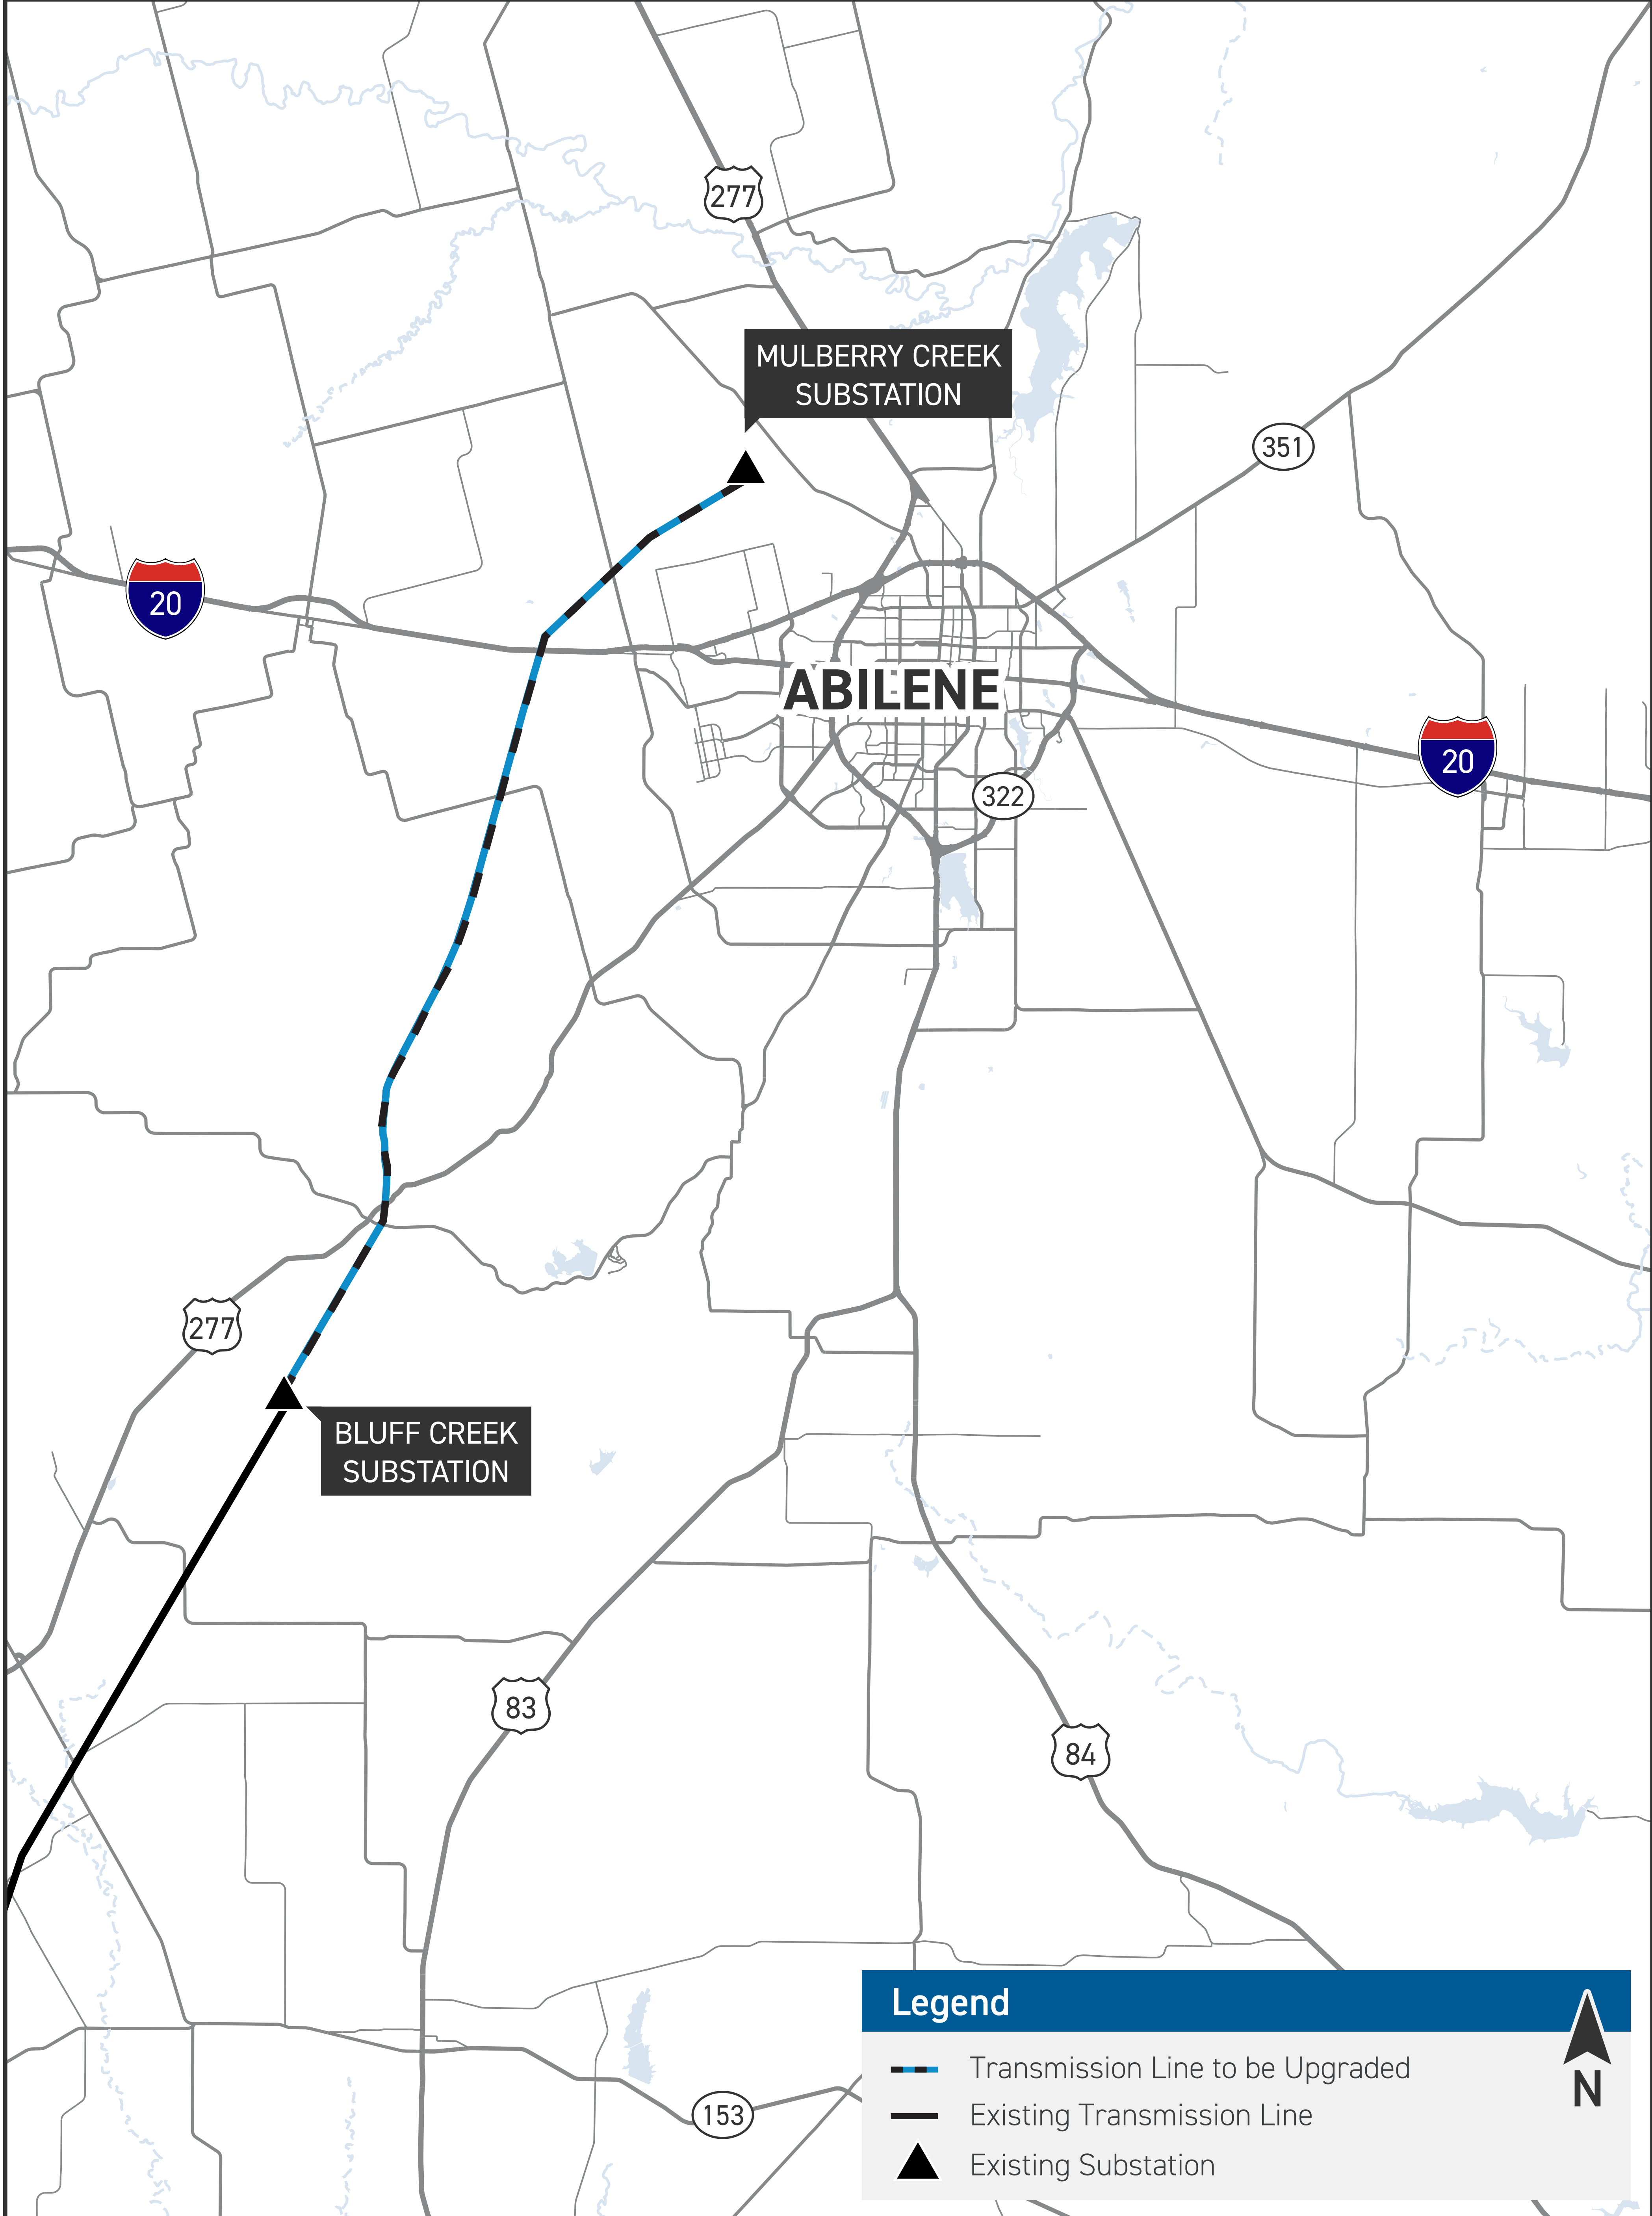 277
MULBERRY CREEK
SUBSTATION
351
20
ABILENE
20
322
277
BLUFF CREEK
SUBSTATION
83
84
153
Legend
Transmission Line to be Upgraded
Existing Transmission Line
Existing Substation
N